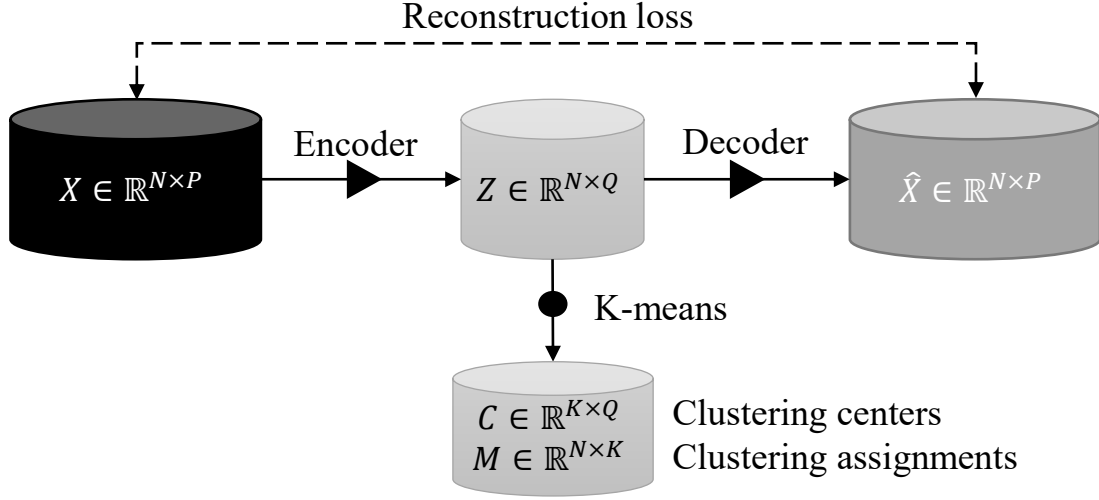 Reconstruction loss
Encoder
Decoder
X ∈ ℝ^{N×P}
Z ∈ ℝ^{N×Q}
X̂ ∈ ℝ^{N×P}
K-means
C ∈ ℝ^{K×Q}
Clustering centers
M ∈ ℝ^{N×K}
Clustering assignments